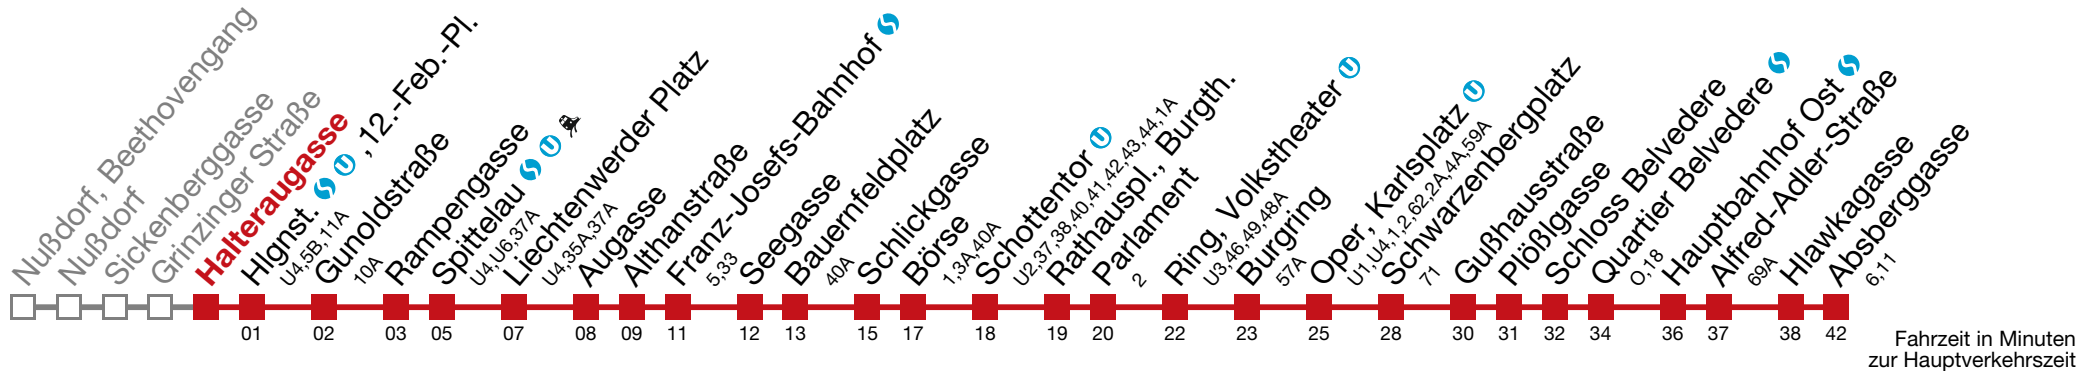 Nußdorf, Beethovengang
Nußdorf
Sickenberggasse
Grinzinger Straße
Halteraugasse
Hlgnst. S U , 12.-Feb.-Pl.
U4,5B,11A
Gunoldstraße
10A
Rampengasse
Spittelau S U
U4,U6,37A
Liechtenwerder Platz
U4,35A,37A
Augasse
Althanstraße
Franz-Josefs-Bahnhof S
5,33
Seegasse
Bauernfeldplatz
40A
Schlickgasse
Börse
1,3A,40A
Schottentor U
U2,37,38,40,41,42,43,44,1A
Rathauspl., Burgth.
Parlament
2
Ring, Volkstheater U
U3,46,49,48A
Burgring
57A
Oper, Karlsplatz U
U1,U4,1,2,62,2A,4A,59A
Schwarzenbergplatz
71
Gußhausstraße
Plößlgasse
Schloss Belvedere
Quartier Belvedere S
O,18
Hauptbahnhof Ost S
Alfred-Adler-Straße
69A
Hlawkagasse
Absberggasse
6,11
01 02 03 05 07 08 09 11 12 13 15 17 18 19 20 22 23 25 28 30 31 32 34 36 37 38 42
Fahrzeit in Minuten
zur Hauptverkehrszeit